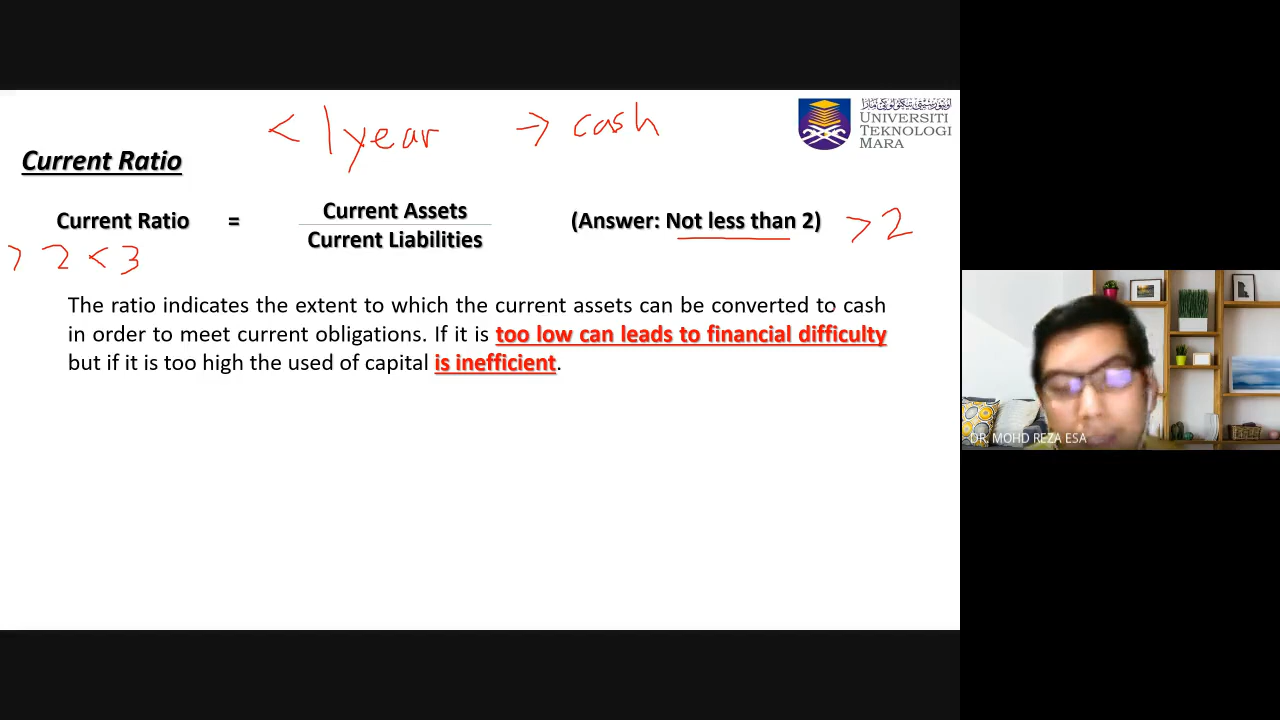 < 1 year → cash
اونيۏرسيتي تيكنولوڬي مارا
UNIVERSITI
TEKNOLOGI
MARA
Current Ratio
Current Ratio = Current Assets (Answer: Not less than 2) > 2
Current Liabilities
> 2 < 3
The ratio indicates the extent to which the current assets can be converted to cash
in order to meet current obligations. If it is too low can leads to financial difficulty
but if it is too high the used of capital is inefficient.
DR. MOHD REZA ESA